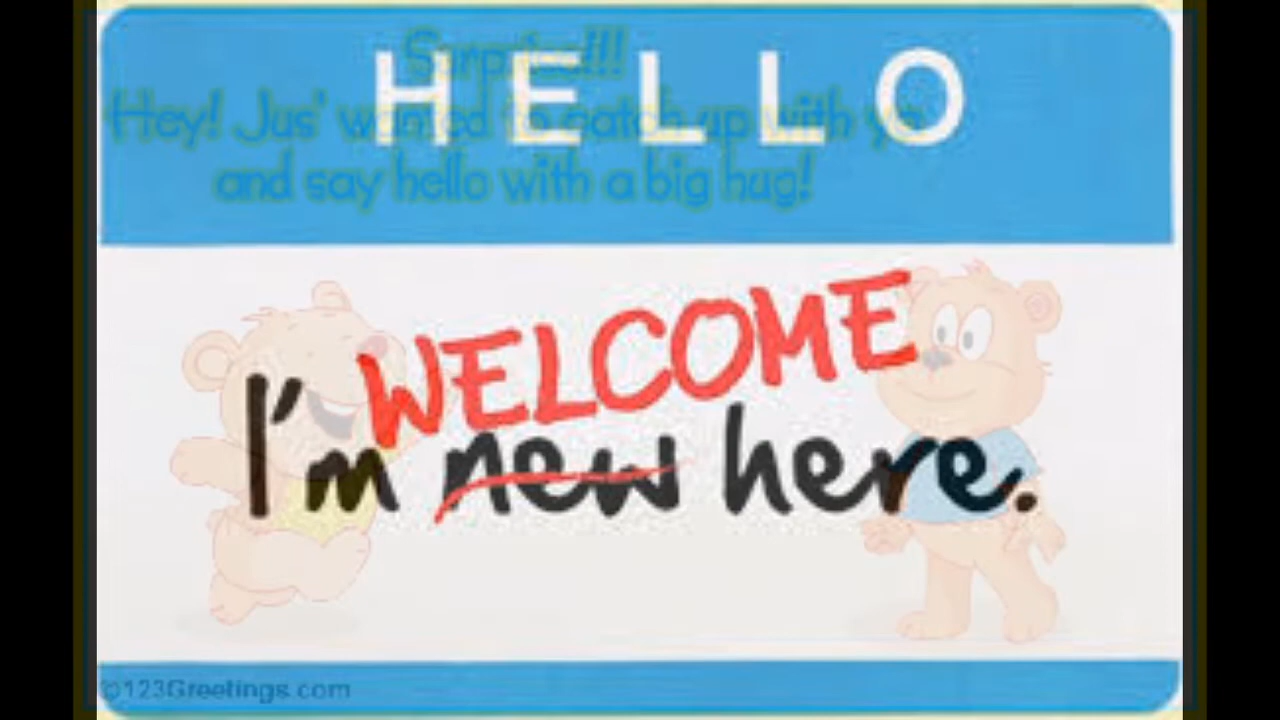 Surprise!!!
HELLO
Hey! Jus' wanted to catch up with ya
and say hello with a big hug!
WELCOME
I'm new here.
©123Greetings.com